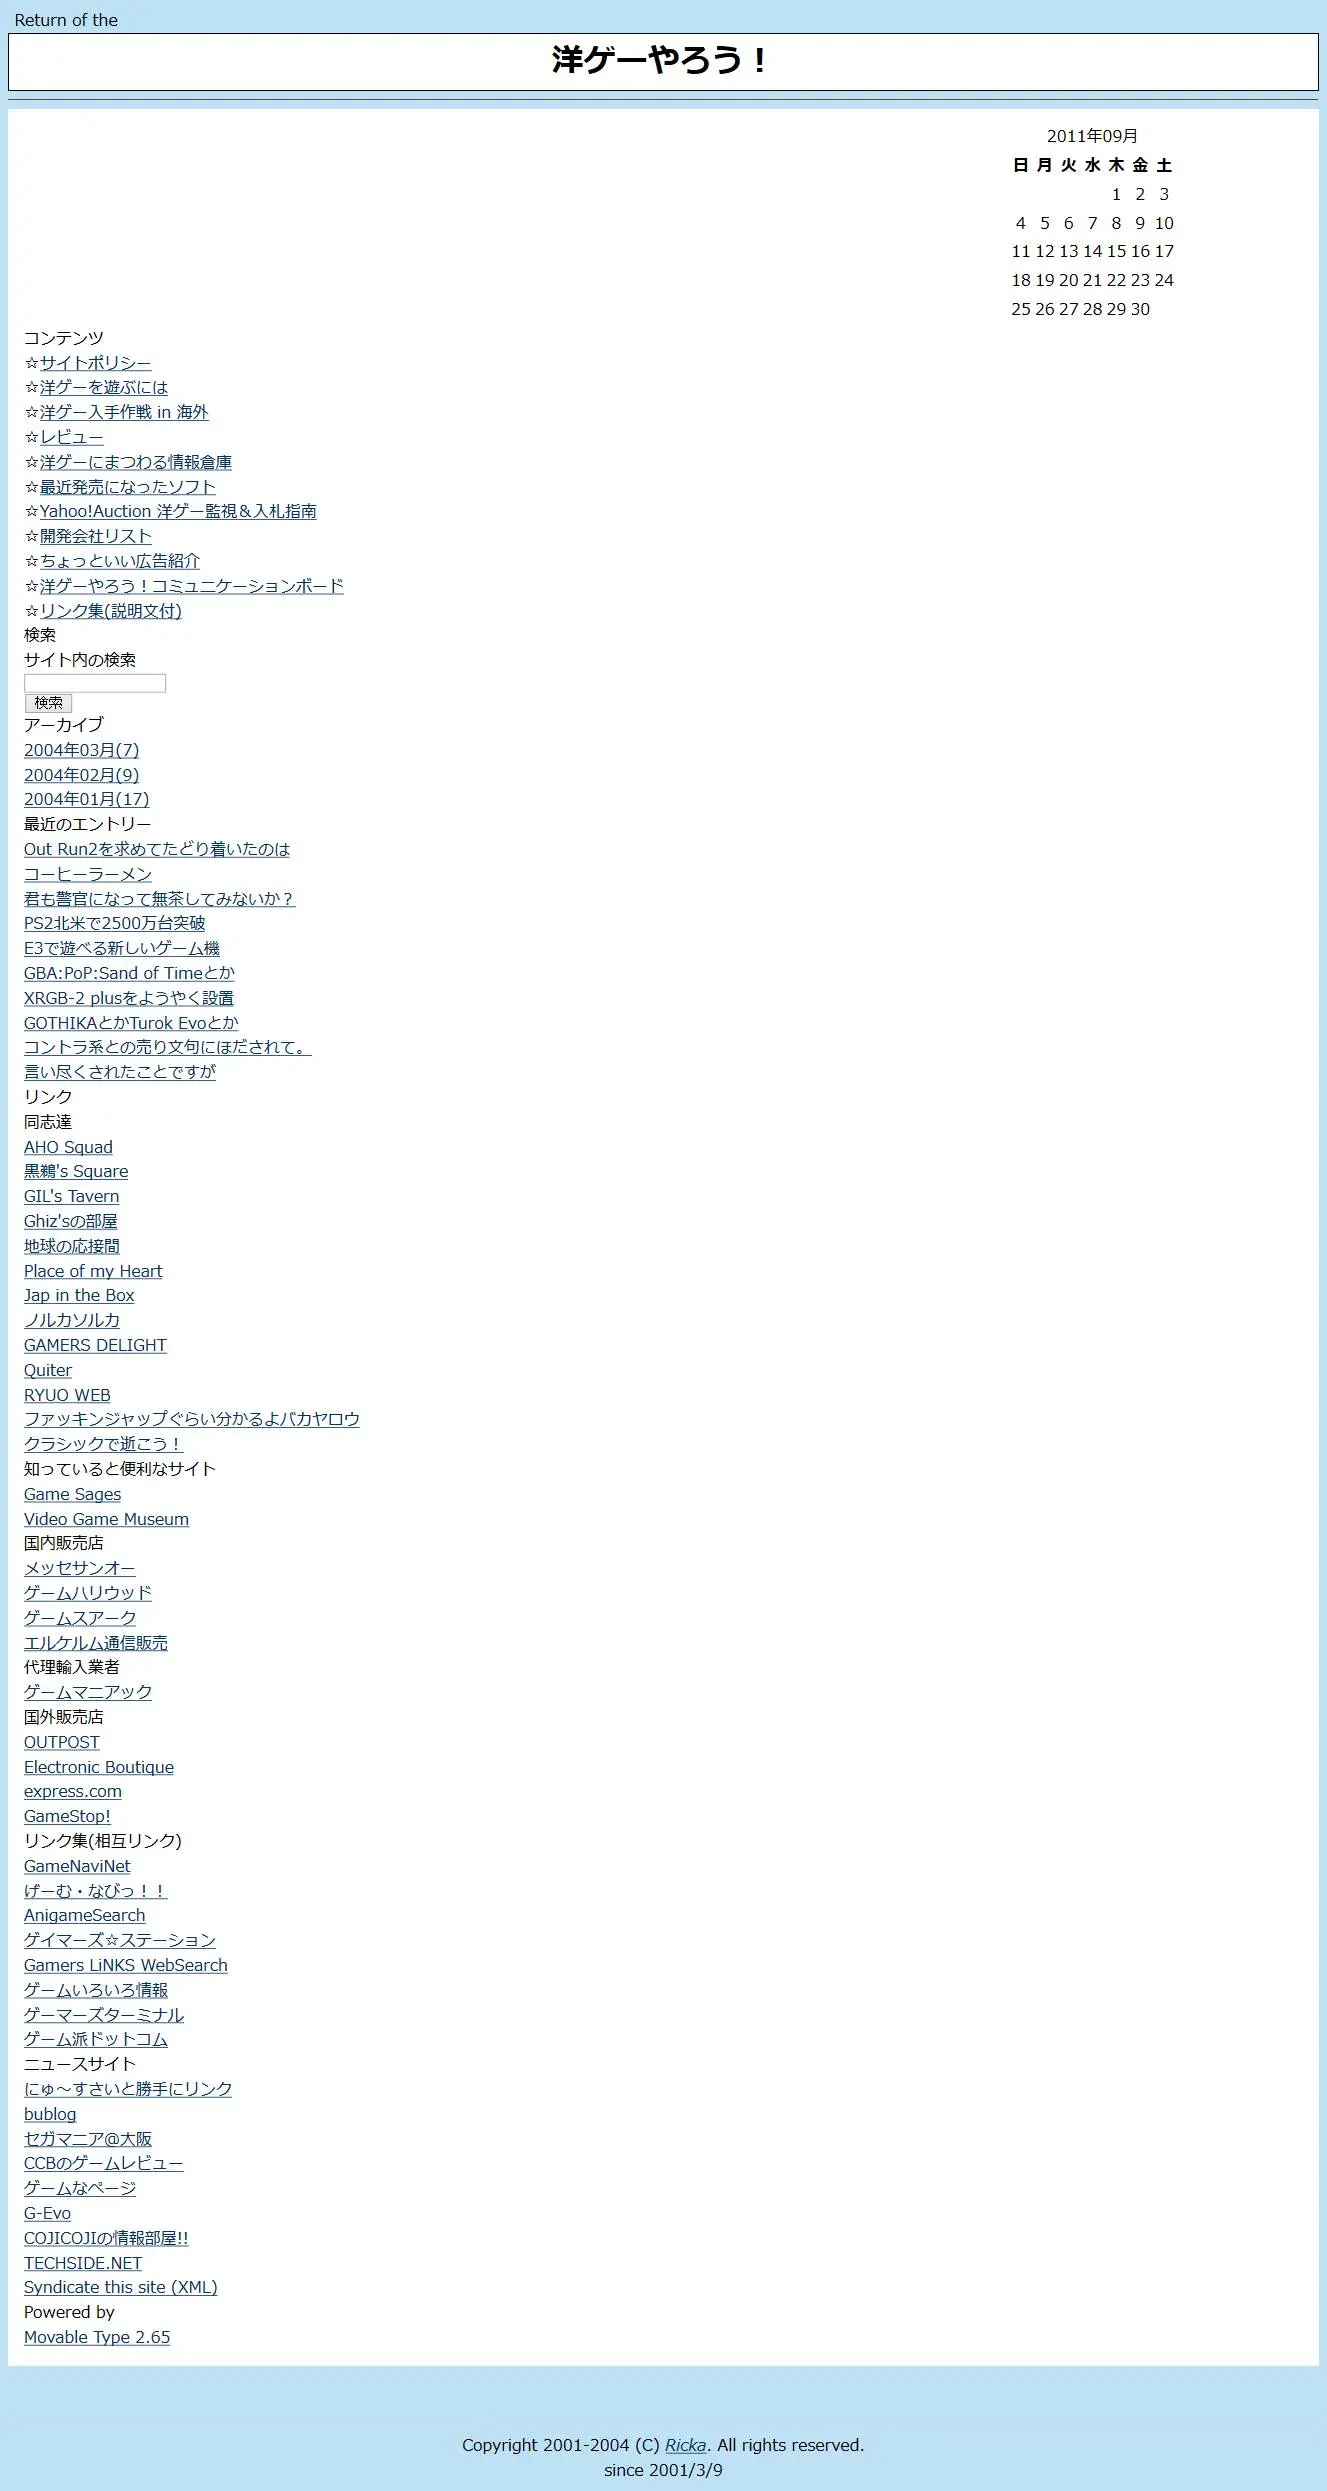 Return of the
洋ゲーやろう！
2011年09月
日 月 火 水 木 金 土
1 2 3
4 5 6 7 8 9 10
11 12 13 14 15 16 17
18 19 20 21 22 23 24
25 26 27 28 29 30
コンテンツ
☆サイトポリシー
☆洋ゲーを遊ぶには
☆洋ゲー入手作戦 in 海外
☆レビュー
☆洋ゲーにまつわる情報倉庫
☆最近発売になったソフト
☆Yahoo!Auction 洋ゲー監視＆入札指南
☆開発会社リスト
☆ちょっといい広告紹介
☆洋ゲーやろう！コミュニケーションボード
☆リンク集(説明文付)
検索
サイト内の検索
検索
アーカイブ
2004年03月(7)
2004年02月(9)
2004年01月(17)
最近のエントリー
Out Run2を求めてたどり着いたのは
コーヒーラーメン
君も警官になって無茶してみないか？
PS2北米で2500万台突破
E3で遊べる新しいゲーム機
GBA:PoP:Sand of Timeとか
XRGB-2 plusをようやく設置
GOTHIKAとかTurok Evoとか
コントラ系との売り文句にほだされて。
言い尽くされたことですが
リンク
同志達
AHO Squad
黒鵜's Square
GIL's Tavern
Ghiz'sの部屋
地球の応接間
Place of my Heart
Jap in the Box
ノルカソルカ
GAMERS DELIGHT
Quiter
RYUO WEB
ファッキンジャップぐらい分かるよバカヤロウ
クラシックで逝こう！
知っていると便利なサイト
Game Sages
Video Game Museum
国内販売店
メッセサンオー
ゲームハリウッド
ゲームスアーク
エルケルム通信販売
代理輸入業者
ゲームマニアック
国外販売店
OUTPOST
Electronic Boutique
express.com
GameStop!
リンク集(相互リンク)
GameNaviNet
げーむ・なびっ！！
AnigameSearch
ゲイマーズ☆ステーション
Gamers LiNKS WebSearch
ゲームいろいろ情報
ゲーマーズターミナル
ゲーム派ドットコム
ニュースサイト
にゅ～すさいと勝手にリンク
bublog
セガマニア@大阪
CCBのゲームレビュー
ゲームなページ
G-Evo
COJICOJIの情報部屋!!
TECHSIDE.NET
Syndicate this site (XML)
Powered by
Movable Type 2.65
Copyright 2001-2004 (C) Ricka. All rights reserved.
since 2001/3/9